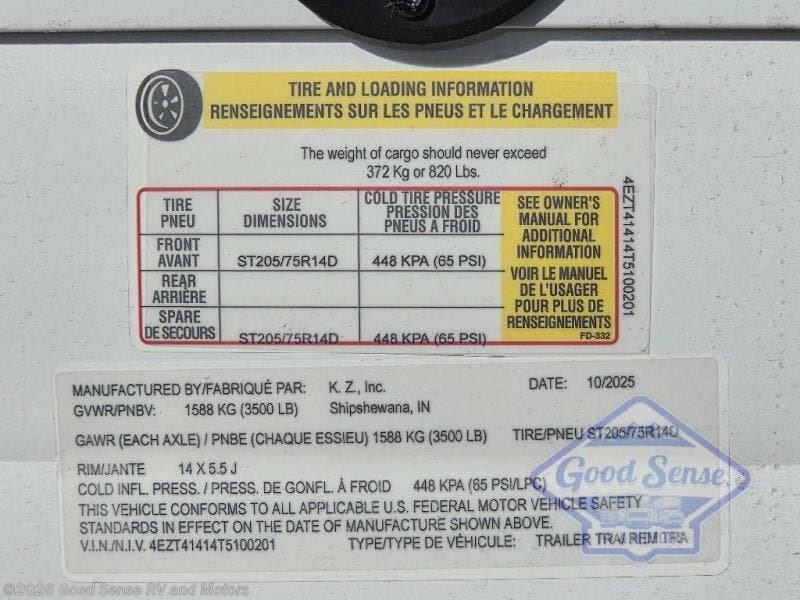 TIRE AND LOADING INFORMATION
RENSEIGNEMENTS SUR LES PNEUS ET LE CHARGEMENT
The weight of cargo should never exceed
372 Kg or 820 Lbs.
TIRE
PNEU
SIZE
DIMENSIONS
COLD TIRE PRESSURE
PRESSION DES
PNEUS A FROID
SEE OWNER'S
MANUAL FOR
ADDITIONAL
INFORMATION
VOIR LE MANUEL
DE L'USAGER
POUR PLUS DE
RENSEIGNEMENTS
FD-332
FRONT
AVANT
ST205/75R14D
448 KPA (65 PSI)
REAR
ARRIÈRE
SPARE
DE SECOURS
ST205/75R14D
448 KPA (65 PSI)
4EZT41414T5100201
MANUFACTURED BY/FABRIQUÉ PAR: K. Z., Inc. DATE: 10/2025
GVWR/PNBV: 1588 KG (3500 LB) Shipshewana, IN
GAWR (EACH AXLE) / PNBE (CHAQUE ESSIEU) 1588 KG (3500 LB) TIRE/PNEU ST205/75R14D
RIM/JANTE 14 X 5.5 J
COLD INFL. PRESS. / PRESS. DE GONFL. À FROID 448 KPA (65 PSI/LPC)
THIS VEHICLE CONFORMS TO ALL APPLICABLE U.S. FEDERAL MOTOR VEHICLE SAFETY
STANDARDS IN EFFECT ON THE DATE OF MANUFACTURE SHOWN ABOVE.
V.I.N./N.I.V. 4EZT41414T5100201 TYPE/TYPE DE VÉHICULE: TRAILER
Good Sense
©2026 Good Sense RV and Motors